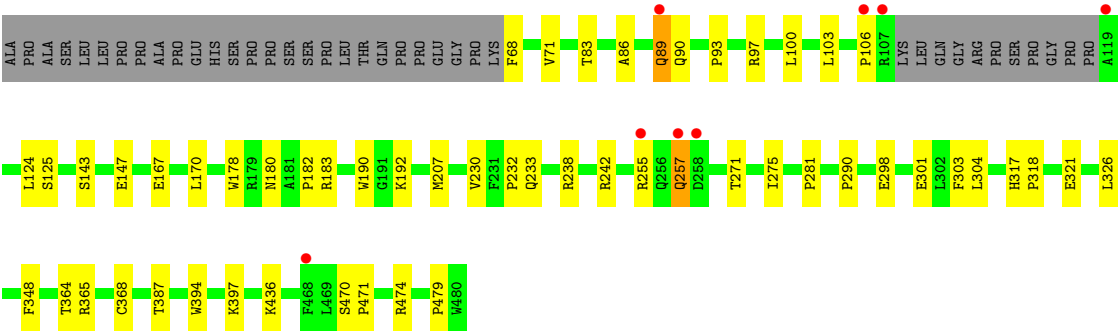 ALA PRO ALA SER LEU LEU PRO PRO ALA PRO GLU HIS SER PRO PRO SER SER PRO LEU THR GLN PRO PRO GLU GLY PRO LYS F68 V71 T83 A86 Q89 Q90 P93 R97 L100 L103 P106 R107 LYS LEU GLN GLY ARG PRO SER PRO GLY PRO PRO A119
L124 S125 S143 E147 E167 L170 W178 R179 N180 A181 P182 R183 W190 G191 K192 M207 V230 F231 P232 Q233 R238 R242 R255 Q256 Q257 D258 T271 I275 P281 P290 E298 E301 L302 F303 L304 H317 P318 E321 L326
F348 T364 R365 C368 T387 W394 K397 K436 F468 L469 S470 P471 R474 P479 W480